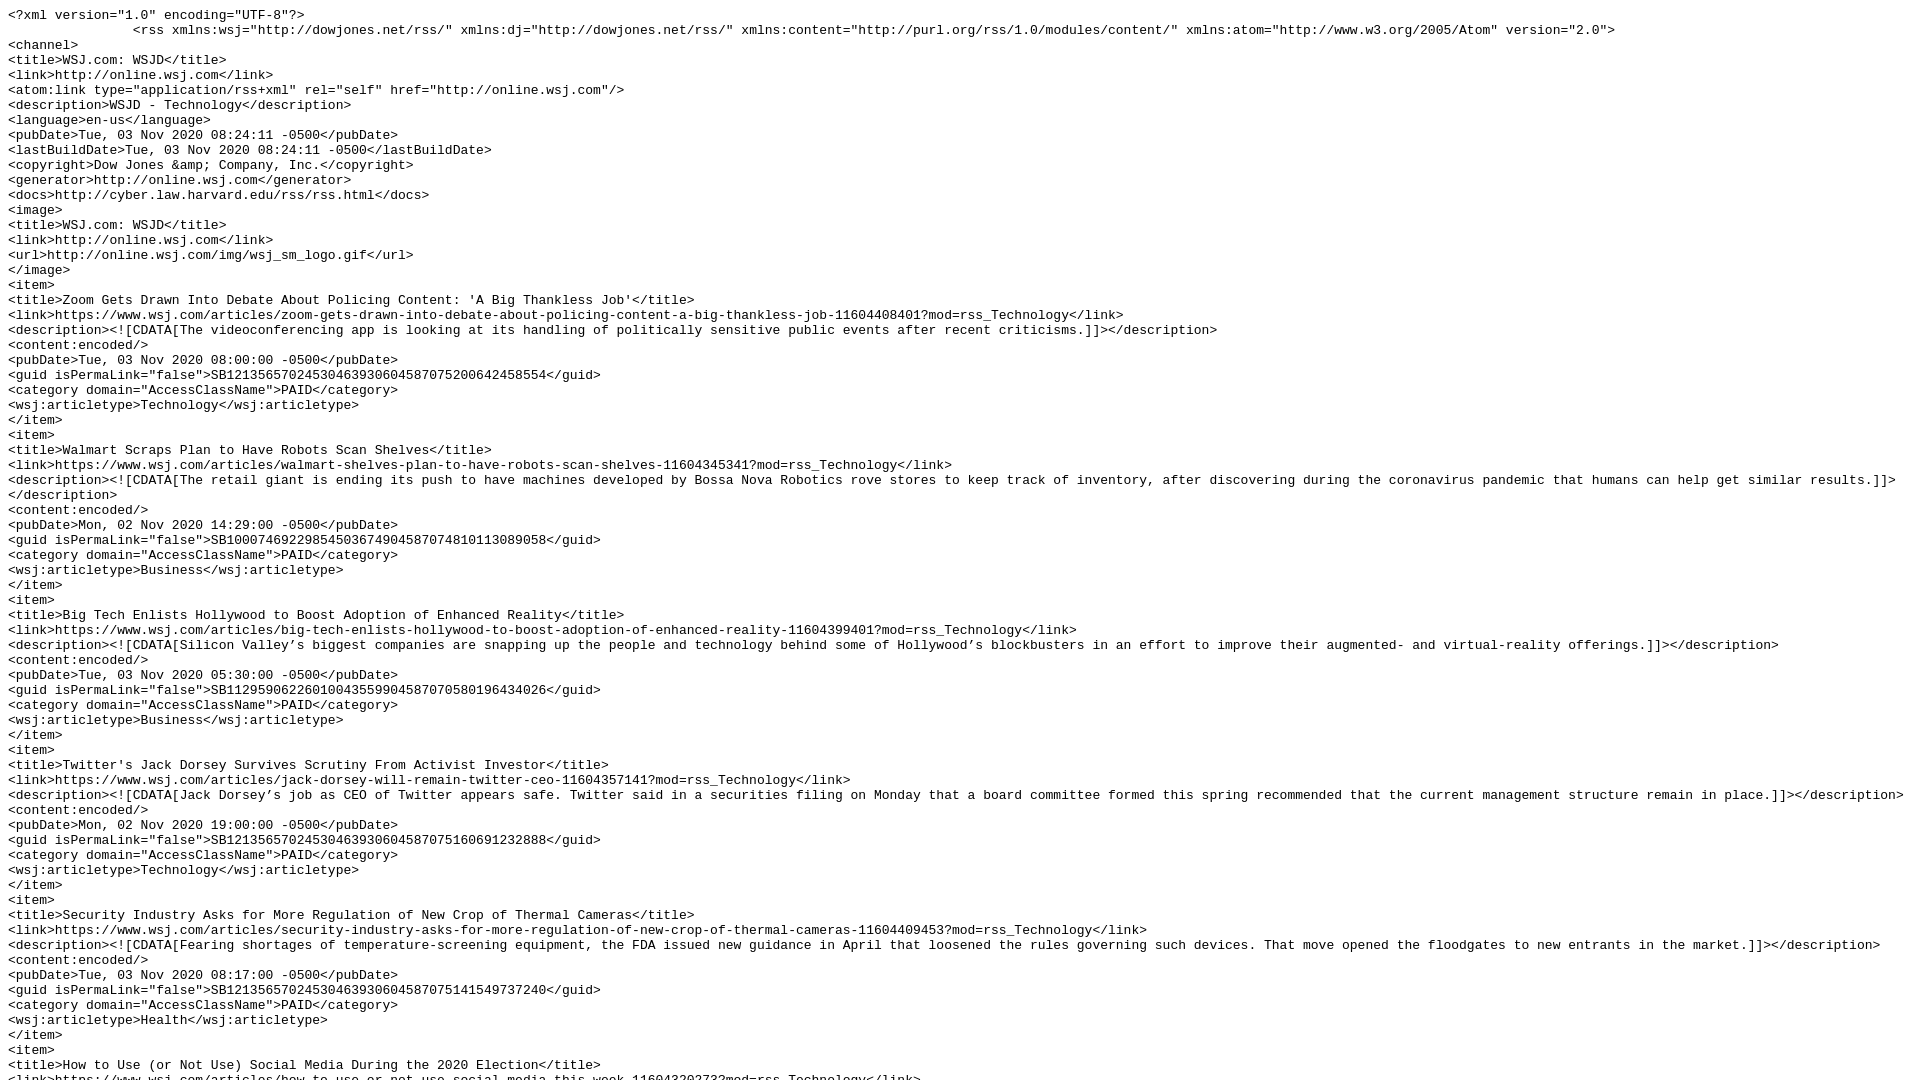 <?xml version="1.0" encoding="UTF-8"?>
<rss xmlns:wsj="http://dowjones.net/rss/" xmlns:dj="http://dowjones.net/rss/" xmlns:content="http://purl.org/rss/1.0/modules/content/" xmlns:atom="http://www.w3.org/2005/Atom" version="2.0">
<channel>
<title>WSJ.com: WSJD</title>
<link>http://online.wsj.com</link>
<atom:link type="application/rss+xml" rel="self" href="http://online.wsj.com"/>
<description>WSJD - Technology</description>
<language>en-us</language>
<pubDate>Tue, 03 Nov 2020 08:24:11 -0500</pubDate>
<lastBuildDate>Tue, 03 Nov 2020 08:24:11 -0500</lastBuildDate>
<copyright>Dow Jones &amp; Company, Inc.</copyright>
<generator>http://online.wsj.com</generator>
<docs>http://cyber.law.harvard.edu/rss/rss.html</docs>
<image>
<title>WSJ.com: WSJD</title>
<link>http://online.wsj.com</link>
<url>http://online.wsj.com/img/wsj_sm_logo.gif</url>
</image>
<item>
<title>Zoom Gets Drawn Into Debate About Policing Content: 'A Big Thankless Job'</title>
<link>https://www.wsj.com/articles/zoom-gets-drawn-into-debate-about-policing-content-a-big-thankless-job-11604408401?mod=rss_Technology</link>
<description><![CDATA[The videoconferencing app is looking at its handling of politically sensitive public events after recent criticisms.]]></description>
<content:encoded/>
<pubDate>Tue, 03 Nov 2020 08:00:00 -0500</pubDate>
<guid isPermaLink="false">SB12135657024530463930604587075200642458554</guid>
<category domain="AccessClassName">PAID</category>
<wsj:articletype>Technology</wsj:articletype>
</item>
<item>
<title>Walmart Scraps Plan to Have Robots Scan Shelves</title>
<link>https://www.wsj.com/articles/walmart-shelves-plan-to-have-robots-scan-shelves-11604345341?mod=rss_Technology</link>
<description><![CDATA[The retail giant is ending its push to have machines developed by Bossa Nova Robotics rove stores to keep track of inventory, after discovering during the coronavirus pandemic that humans can help get similar results.]]>
</description>
<content:encoded/>
<pubDate>Mon, 02 Nov 2020 14:29:00 -0500</pubDate>
<guid isPermaLink="false">SB10007469229854503674904587074810113089058</guid>
<category domain="AccessClassName">PAID</category>
<wsj:articletype>Business</wsj:articletype>
</item>
<item>
<title>Big Tech Enlists Hollywood to Boost Adoption of Enhanced Reality</title>
<link>https://www.wsj.com/articles/big-tech-enlists-hollywood-to-boost-adoption-of-enhanced-reality-11604399401?mod=rss_Technology</link>
<description><![CDATA[Silicon Valley’s biggest companies are snapping up the people and technology behind some of Hollywood’s blockbusters in an effort to improve their augmented- and virtual-reality offerings.]]></description>
<content:encoded/>
<pubDate>Tue, 03 Nov 2020 05:30:00 -0500</pubDate>
<guid isPermaLink="false">SB11295906226010043559904587070580196434026</guid>
<category domain="AccessClassName">PAID</category>
<wsj:articletype>Business</wsj:articletype>
</item>
<item>
<title>Twitter's Jack Dorsey Survives Scrutiny From Activist Investor</title>
<link>https://www.wsj.com/articles/jack-dorsey-will-remain-twitter-ceo-11604357141?mod=rss_Technology</link>
<description><![CDATA[Jack Dorsey’s job as CEO of Twitter appears safe. Twitter said in a securities filing on Monday that a board committee formed this spring recommended that the current management structure remain in place.]]></description>
<content:encoded/>
<pubDate>Mon, 02 Nov 2020 19:00:00 -0500</pubDate>
<guid isPermaLink="false">SB12135657024530463930604587075160691232888</guid>
<category domain="AccessClassName">PAID</category>
<wsj:articletype>Technology</wsj:articletype>
</item>
<item>
<title>Security Industry Asks for More Regulation of New Crop of Thermal Cameras</title>
<link>https://www.wsj.com/articles/security-industry-asks-for-more-regulation-of-new-crop-of-thermal-cameras-11604409453?mod=rss_Technology</link>
<description><![CDATA[Fearing shortages of temperature-screening equipment, the FDA issued new guidance in April that loosened the rules governing such devices. That move opened the floodgates to new entrants in the market.]]></description>
<content:encoded/>
<pubDate>Tue, 03 Nov 2020 08:17:00 -0500</pubDate>
<guid isPermaLink="false">SB12135657024530463930604587075141549737240</guid>
<category domain="AccessClassName">PAID</category>
<wsj:articletype>Health</wsj:articletype>
</item>
<item>
<title>How to Use (or Not Use) Social Media During the 2020 Election</title>
<link>https://www.wsj.com/articles/how-to-use-or-not-use-social-media-this-week-11604320273?mod=rss_Technology</link>